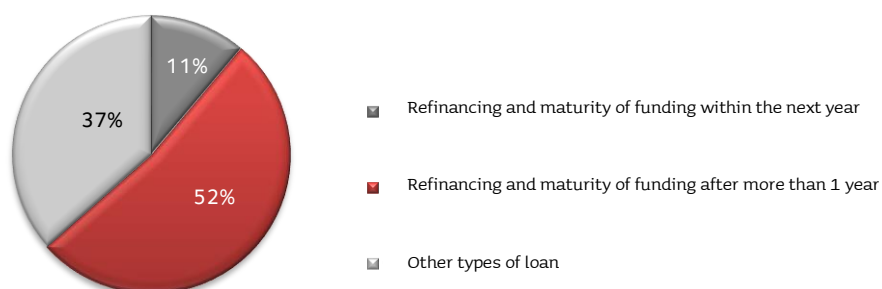 11%
37%
52%
Refinancing and maturity of funding within the next year
Refinancing and maturity of funding after more than 1 year
Other types of loan